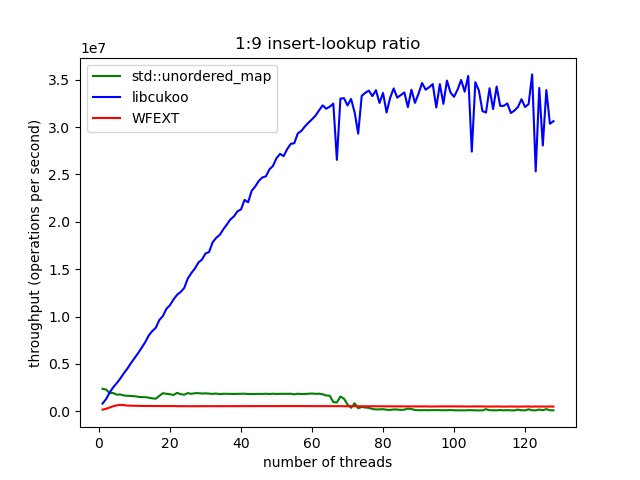 1:9 insert-lookup ratio
1e7
std::unordered_map
libcukoo
WFEXT
3.5
3.0
2.5
2.0
1.5
1.0
0.5
0.0
throughput (operations per second)
0 20 40 60 80 100 120
number of threads